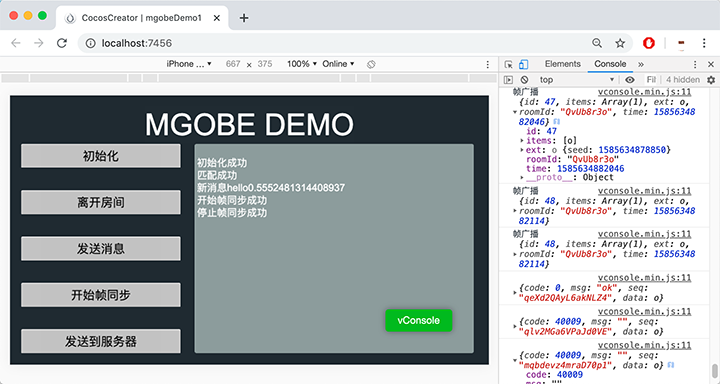 CocosCreator | mgobeDemo1
localhost:7456
iPhone … 667 × 375 100% Online
Elements Console »
top Fil 4 hidden
MGOBE DEMO
初始化
离开房间
发送消息
开始帧同步
发送到服务器
初始化成功
匹配成功
新消息hello0.5552481314408937
开始帧同步成功
停止帧同步成功
vConsole
帧广播 vconsole.min.js:11
{id: 47, items: Array(1), ext: o,
roomId: "QvUb8r3o", time: 15856348
82046}
id: 47
items: [o]
ext: o {seed: 1585634878850}
roomId: "QvUb8r3o"
time: 1585634882046
__proto__: Object
帧广播 vconsole.min.js:11
{id: 48, items: Array(1), ext: o,
roomId: "QvUb8r3o", time: 15856348
82114}
帧广播 vconsole.min.js:11
{id: 48, items: Array(1), ext: o,
roomId: "QvUb8r3o", time: 15856348
82114}
vconsole.min.js:11
{code: 0, msg: "ok", seq:
"qeXd2QAyL6akNLZ4", data: o}
vconsole.min.js:11
{code: 40009, msg: "", seq:
"qlv2MGa6VPaJd0VE", data: o}
vconsole.min.js:11
{code: 40009, msg: "", seq:
"mqbdevz4mraD70p1", data: o}
code: 40009
msg: ""